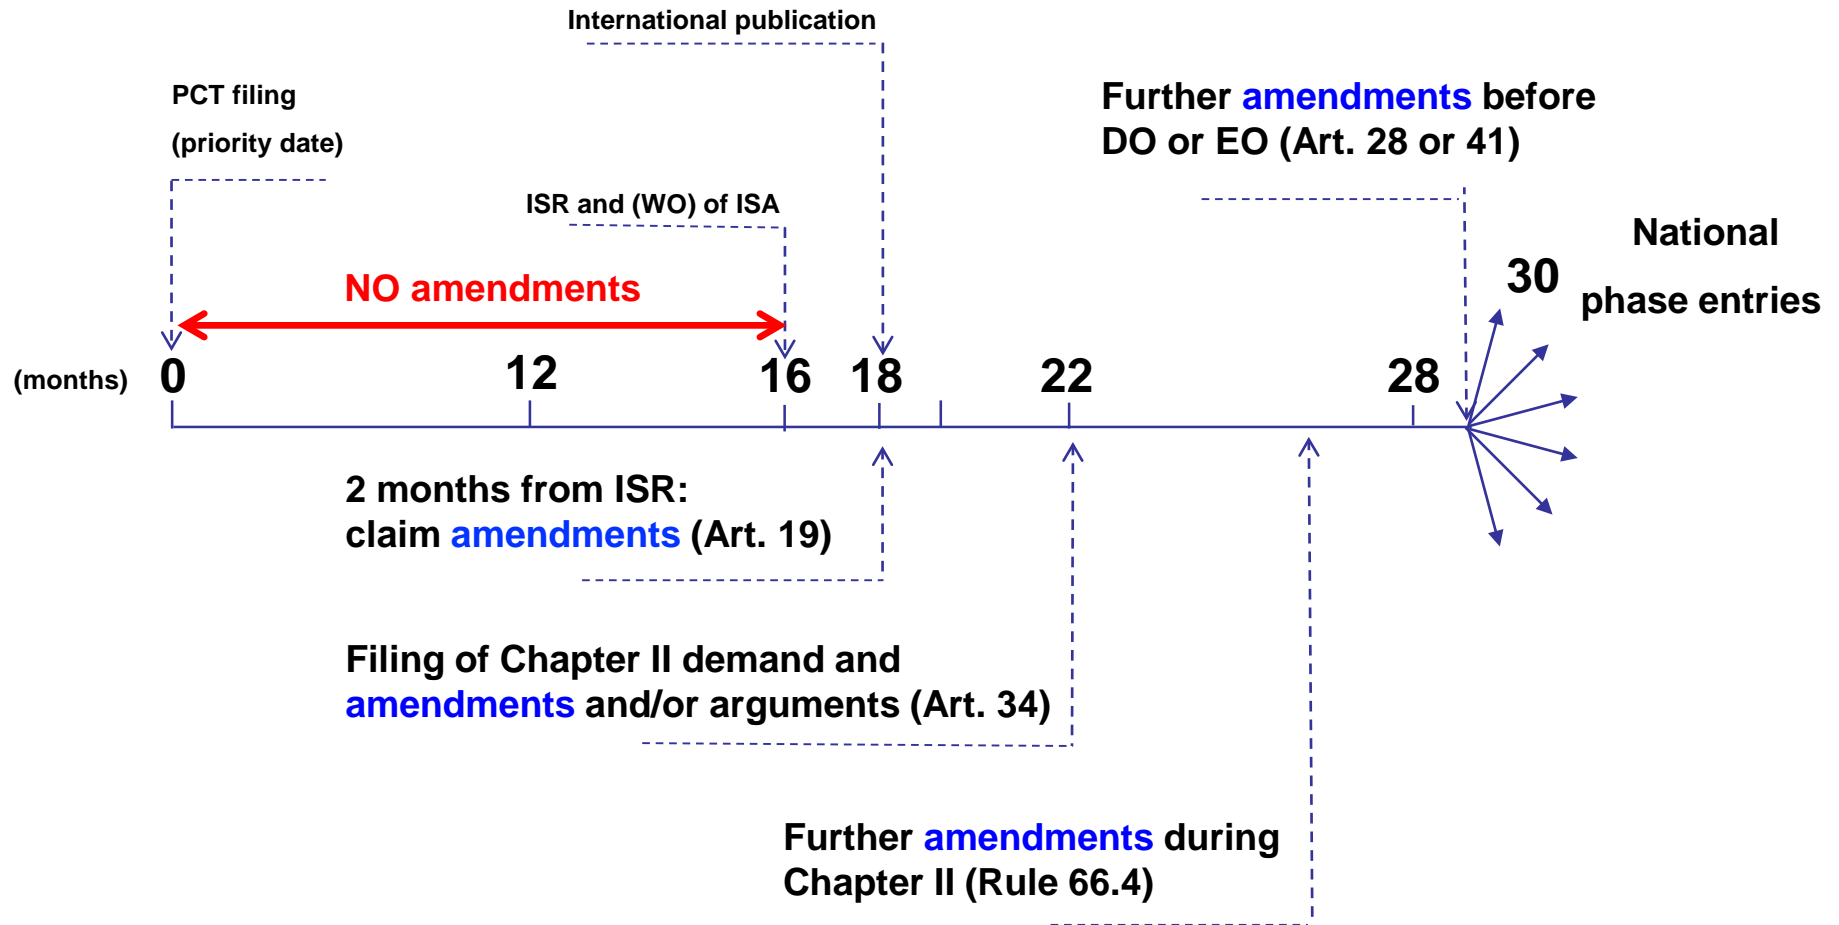 International publication
PCT filing
(priority date)
Further amendments before
DO or EO (Art. 28 or 41)
ISR and (WO) of ISA
National
phase entries
30
NO amendments
(months)
0
12
16
18
22
28
2 months from ISR:
claim amendments (Art. 19)
Filing of Chapter II demand and
amendments and/or arguments (Art. 34)
Further amendments during
Chapter II (Rule 66.4)